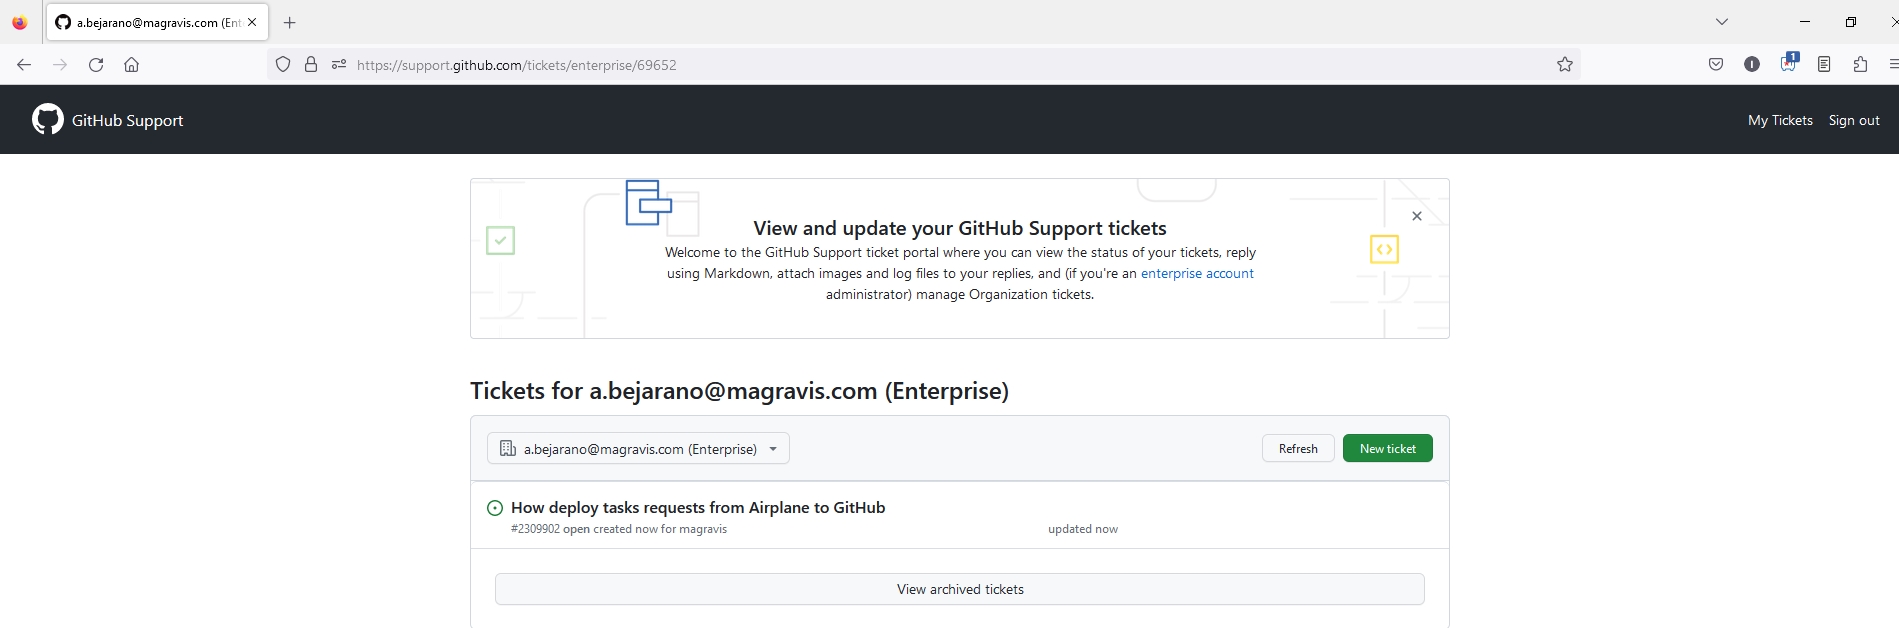 a.bejarano@magravis.com (Ent
https://support.github.com/tickets/enterprise/69652
1
GitHub Support
My Tickets
Sign out
View and update your GitHub Support tickets
Welcome to the GitHub Support ticket portal where you can view the status of your tickets, reply
using Markdown, attach images and log files to your replies, and (if you're an enterprise account
administrator) manage Organization tickets.
Tickets for a.bejarano@magravis.com (Enterprise)
a.bejarano@magravis.com (Enterprise)
Refresh
New ticket
How deploy tasks requests from Airplane to GitHub
#2309902 open created now for magravis
updated now
View archived tickets